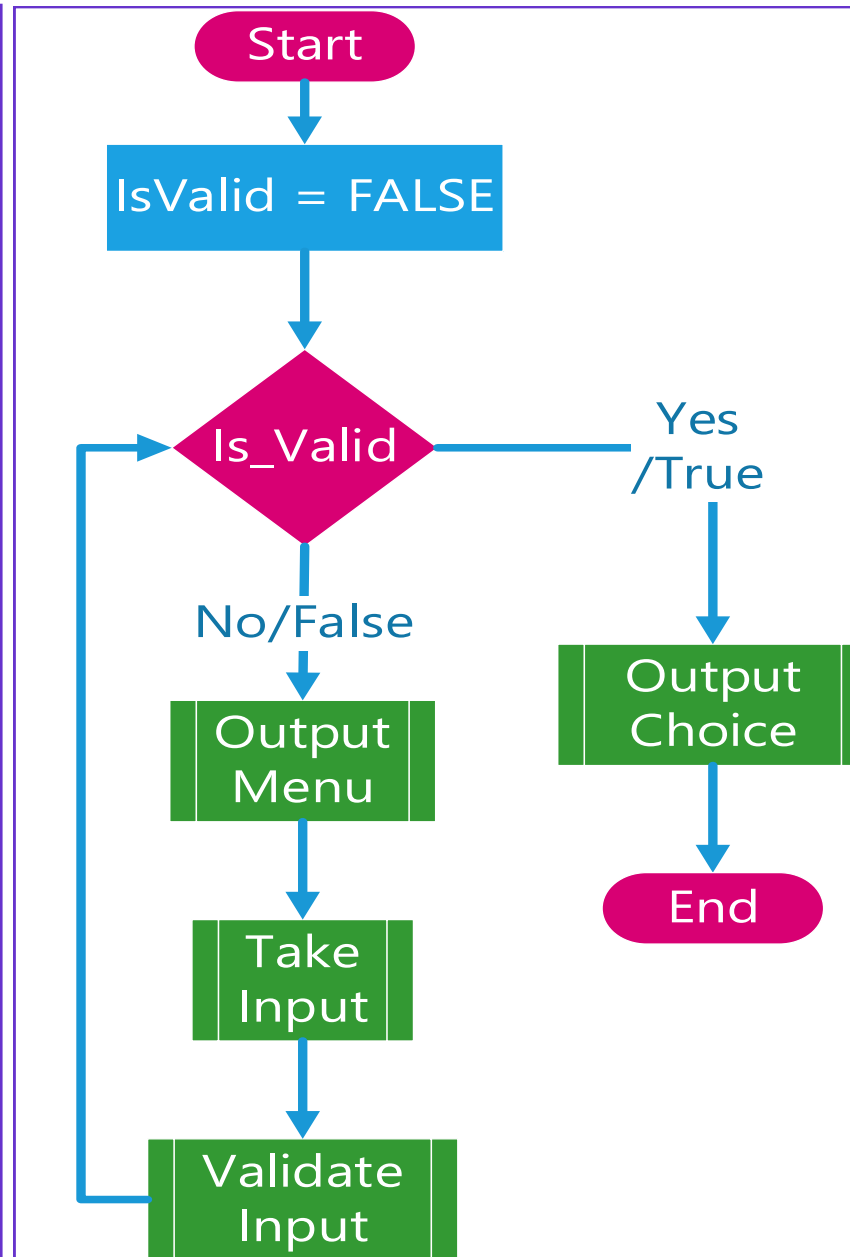 Start
IsValid = FALSE
Is_Valid
Yes
/True
No/False
Output
Menu
Output
Choice
Take
Input
End
Validate
Input